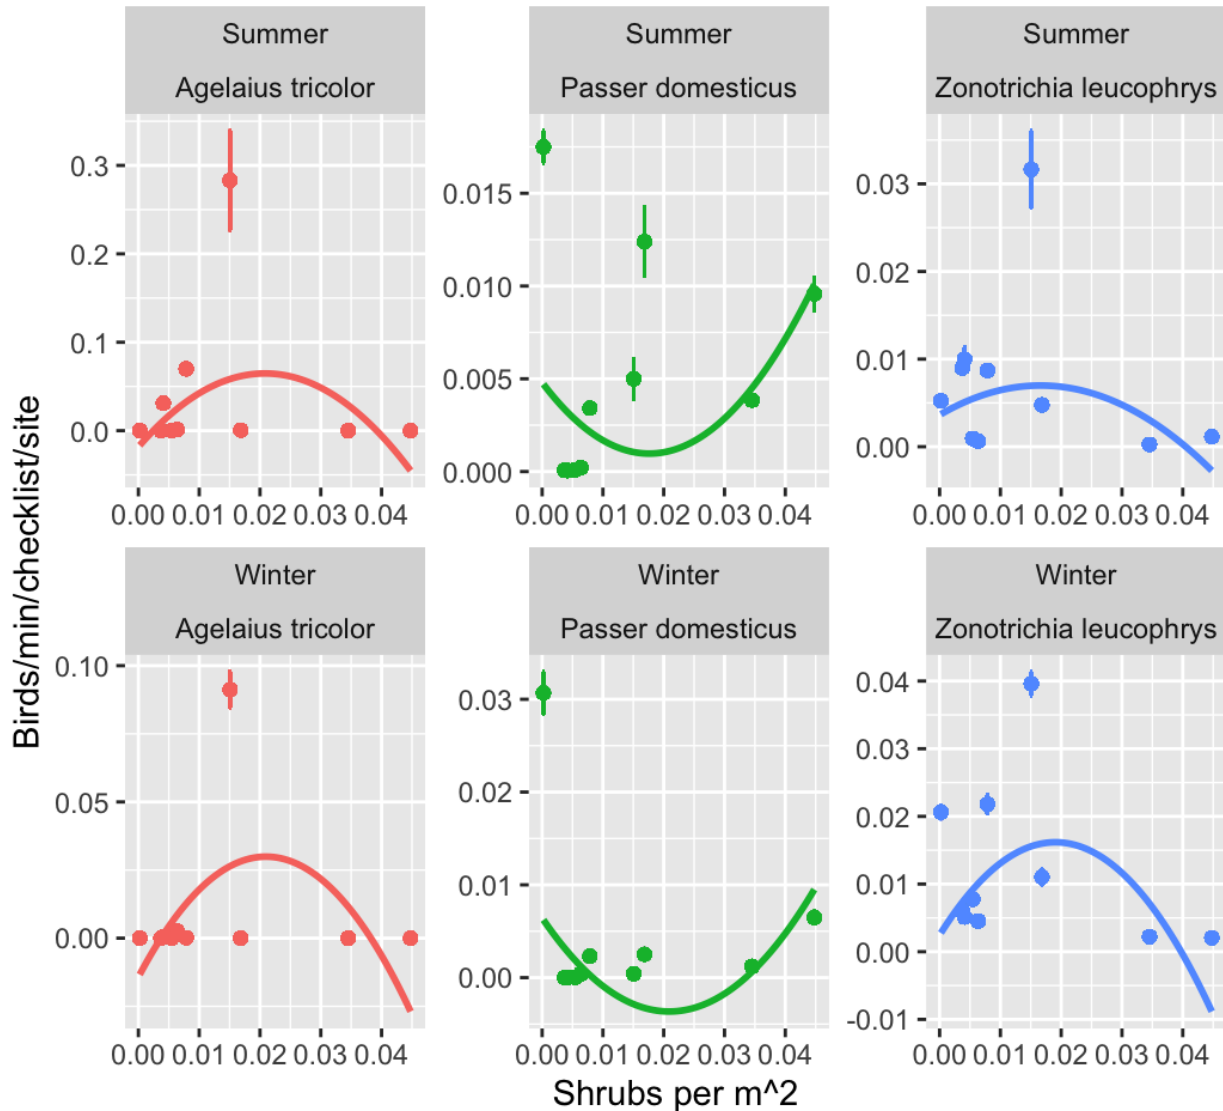 Birds/min/checklist/site
Summer
Agelaius tricolor
0.3
0.2
0.1
0.0
0.00 0.01 0.02 0.03 0.04
Summer
Passer domesticus
0.015
0.010
0.005
0.000
0.00 0.01 0.02 0.03 0.04
Summer
Zonotrichia leucophrys
0.03
0.02
0.01
0.00
0.00 0.01 0.02 0.03 0.04
Winter
Agelaius tricolor
0.10
0.05
0.00
0.00 0.01 0.02 0.03 0.04
Winter
Passer domesticus
0.03
0.02
0.01
0.00
0.00 0.01 0.02 0.03 0.04
Winter
Zonotrichia leucophrys
0.04
0.03
0.02
0.01
0.00
-0.01
0.00 0.01 0.02 0.03 0.04
Shrubs per m^2